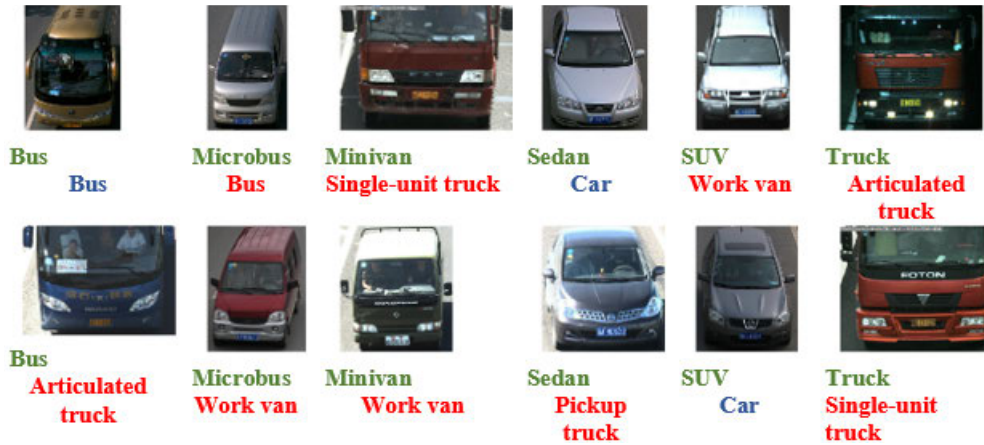 Bus Microbus Minivan Sedan SUV Truck
Bus Bus Single-unit truck Car Work van Articulated
truck
FOTON
Bus Microbus Minivan Sedan SUV Truck
Articulated
truck Work van Work van Pickup
truck Car Single-unit
truck